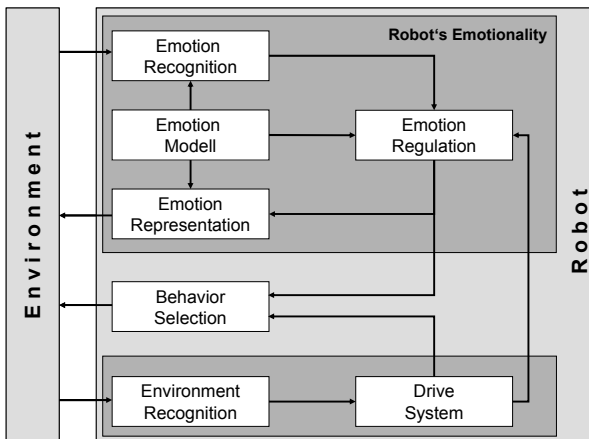 Environment
Robot
Robot's Emotionality
Emotion
Recognition
Emotion
Modell
Emotion
Regulation
Emotion
Representation
Behavior
Selection
Environment
Recognition
Drive
System